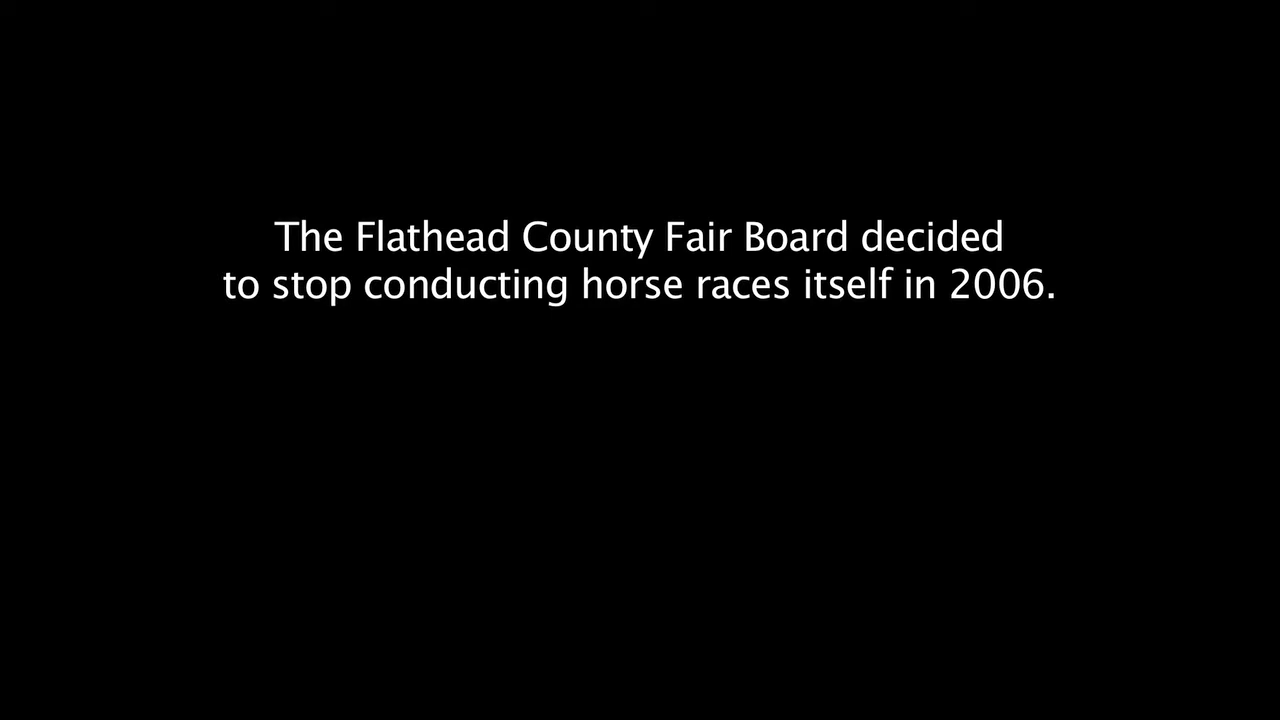 The Flathead County Fair Board decided
to stop conducting horse races itself in 2006.